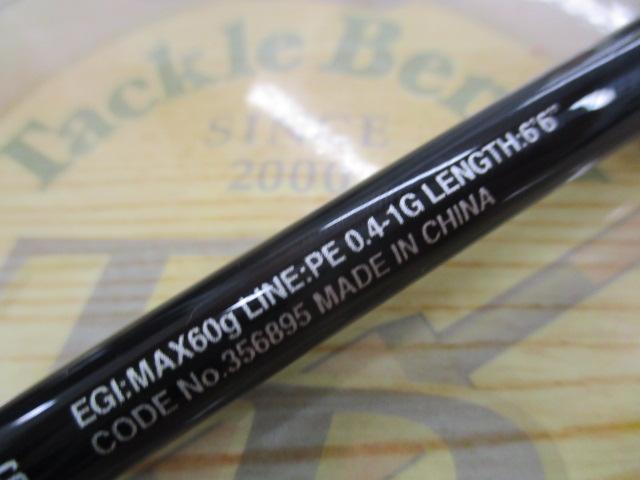 Tackle Ber
SINCE
2000
EGI:MAX60g LINE:PE 0.4-1G LENGTH:6'6"
CODE No.356895 MADE IN CHINA